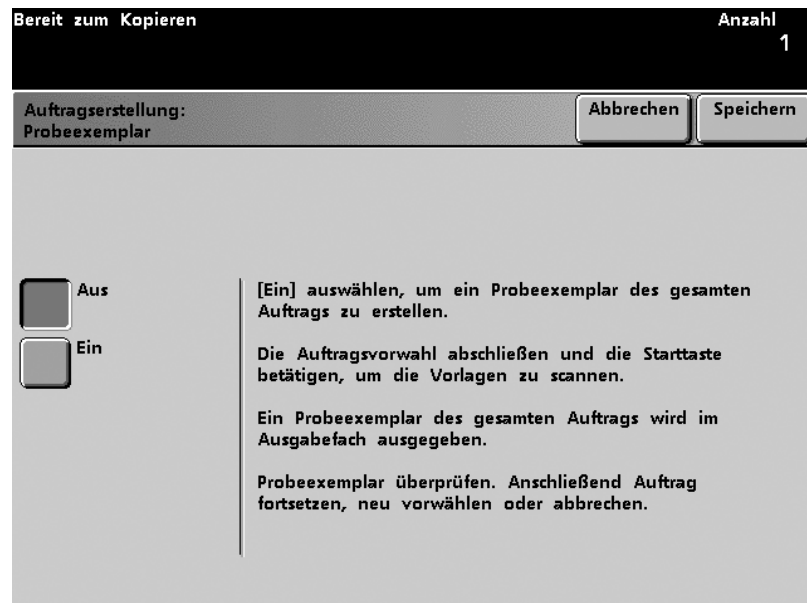 Bereit zum Kopieren
Anzahl
1
Auftragserstellung:
Probeexemplar
Abbrechen
Speichern
Aus
Ein
[Ein] auswählen, um ein Probeexemplar des gesamten
Auftrags zu erstellen.
Die Auftragsvorwahl abschließen und die Starttaste
betätigen, um die Vorlagen zu scannen.
Ein Probeexemplar des gesamten Auftrags wird im
Ausgabefach ausgegeben.
Probeexemplar überprüfen. Anschließend Auftrag
fortsetzen, neu vorwählen oder abbrechen.